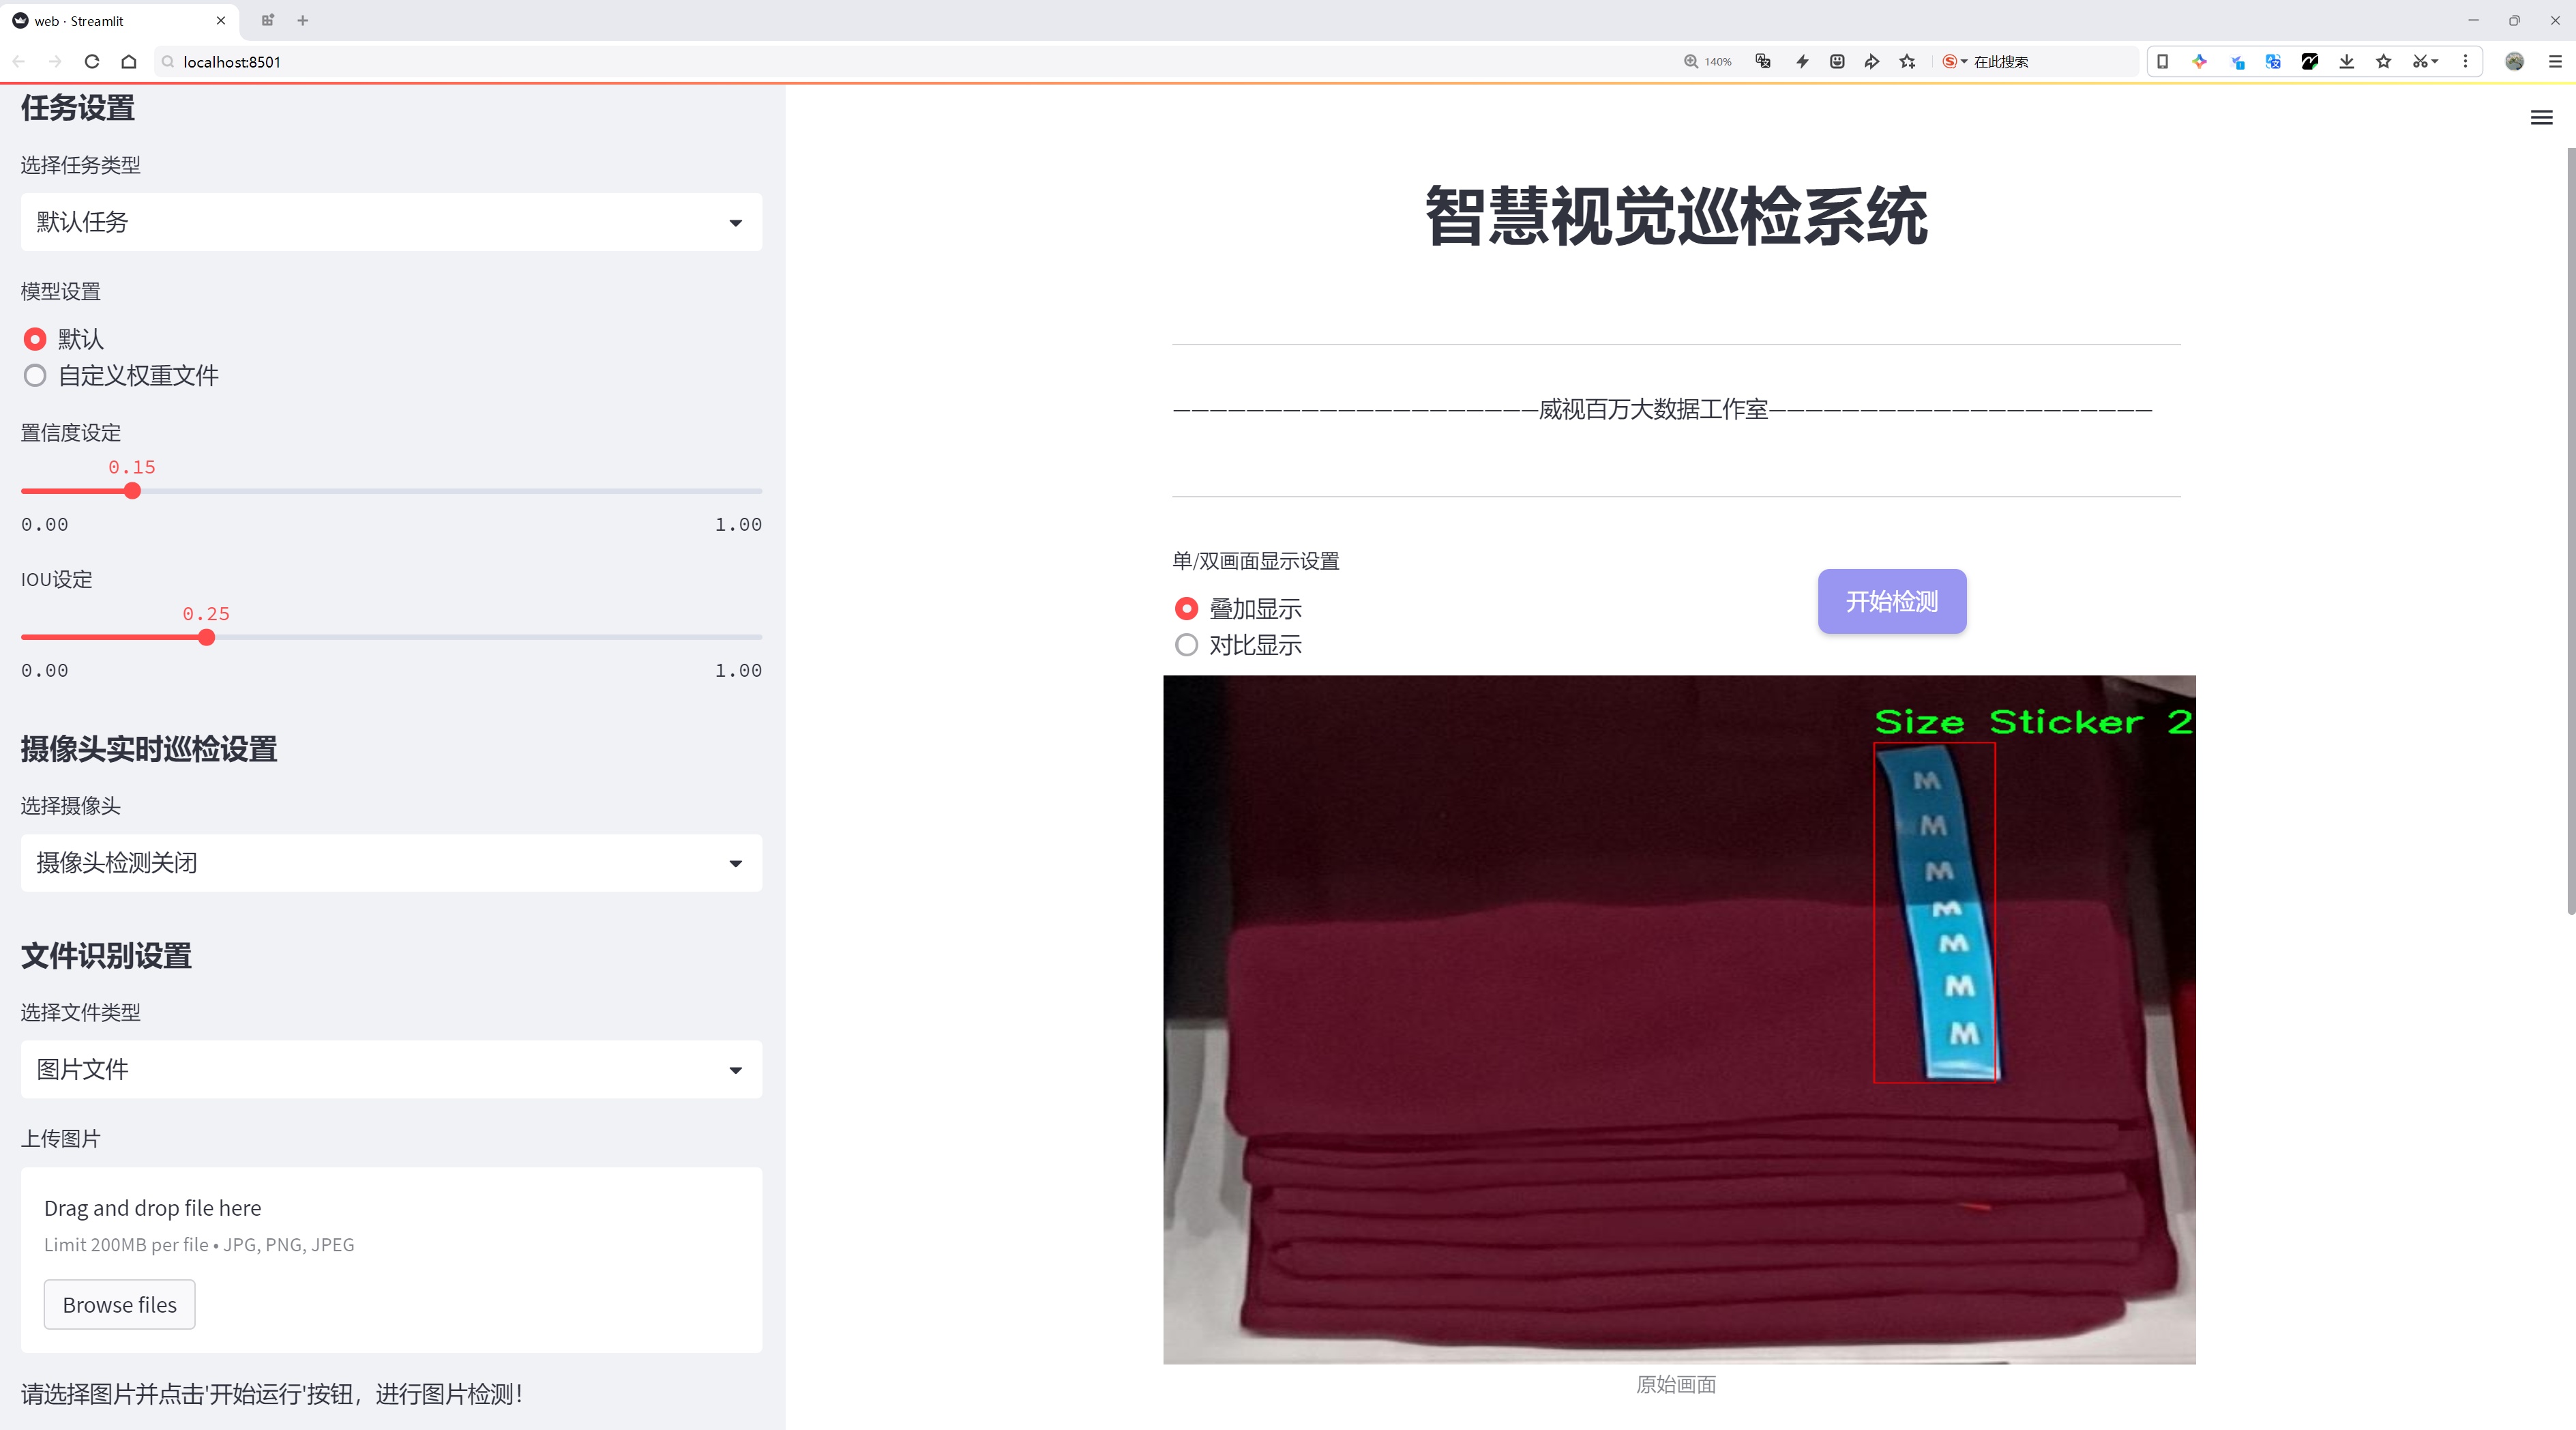 web · Streamlit
localhost:8501
140%
在此搜索
任务设置
选择任务类型
默认任务
模型设置
默认
自定义权重文件
置信度设定
0.15
0.00
1.00
IOU设定
0.25
0.00
1.00
摄像头实时巡检设置
选择摄像头
摄像头检测关闭
文件识别设置
选择文件类型
图片文件
上传图片
Drag and drop file here
Limit 200MB per file • JPG, PNG, JPEG
Browse files
请选择图片并点击'开始运行'按钮，进行图片检测！
智慧视觉巡检系统
————————————————————威视百万大数据工作室—————————————————————
单/双画面显示设置
叠加显示
对比显示
开始检测
Size Sticker 2
M
M
M
M
M
M
M
原始画面